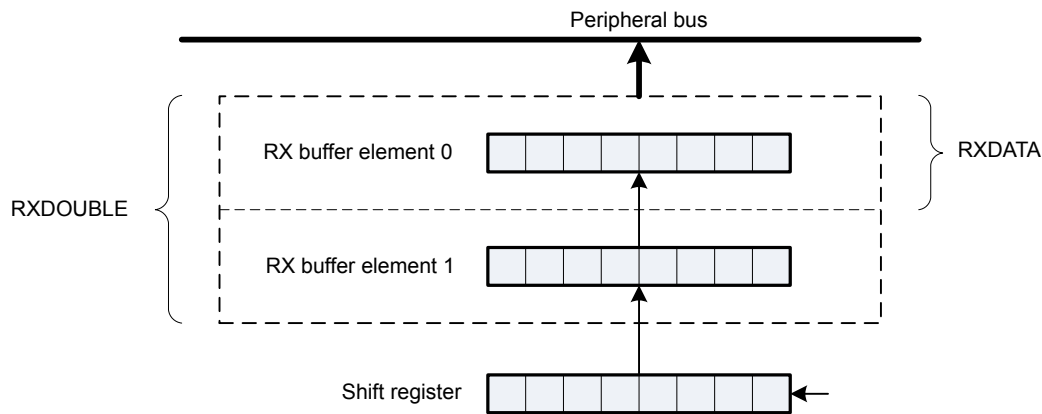 Peripheral bus
RX buffer element 0
RXDATA
RXDOUBLE
RX buffer element 1
Shift register